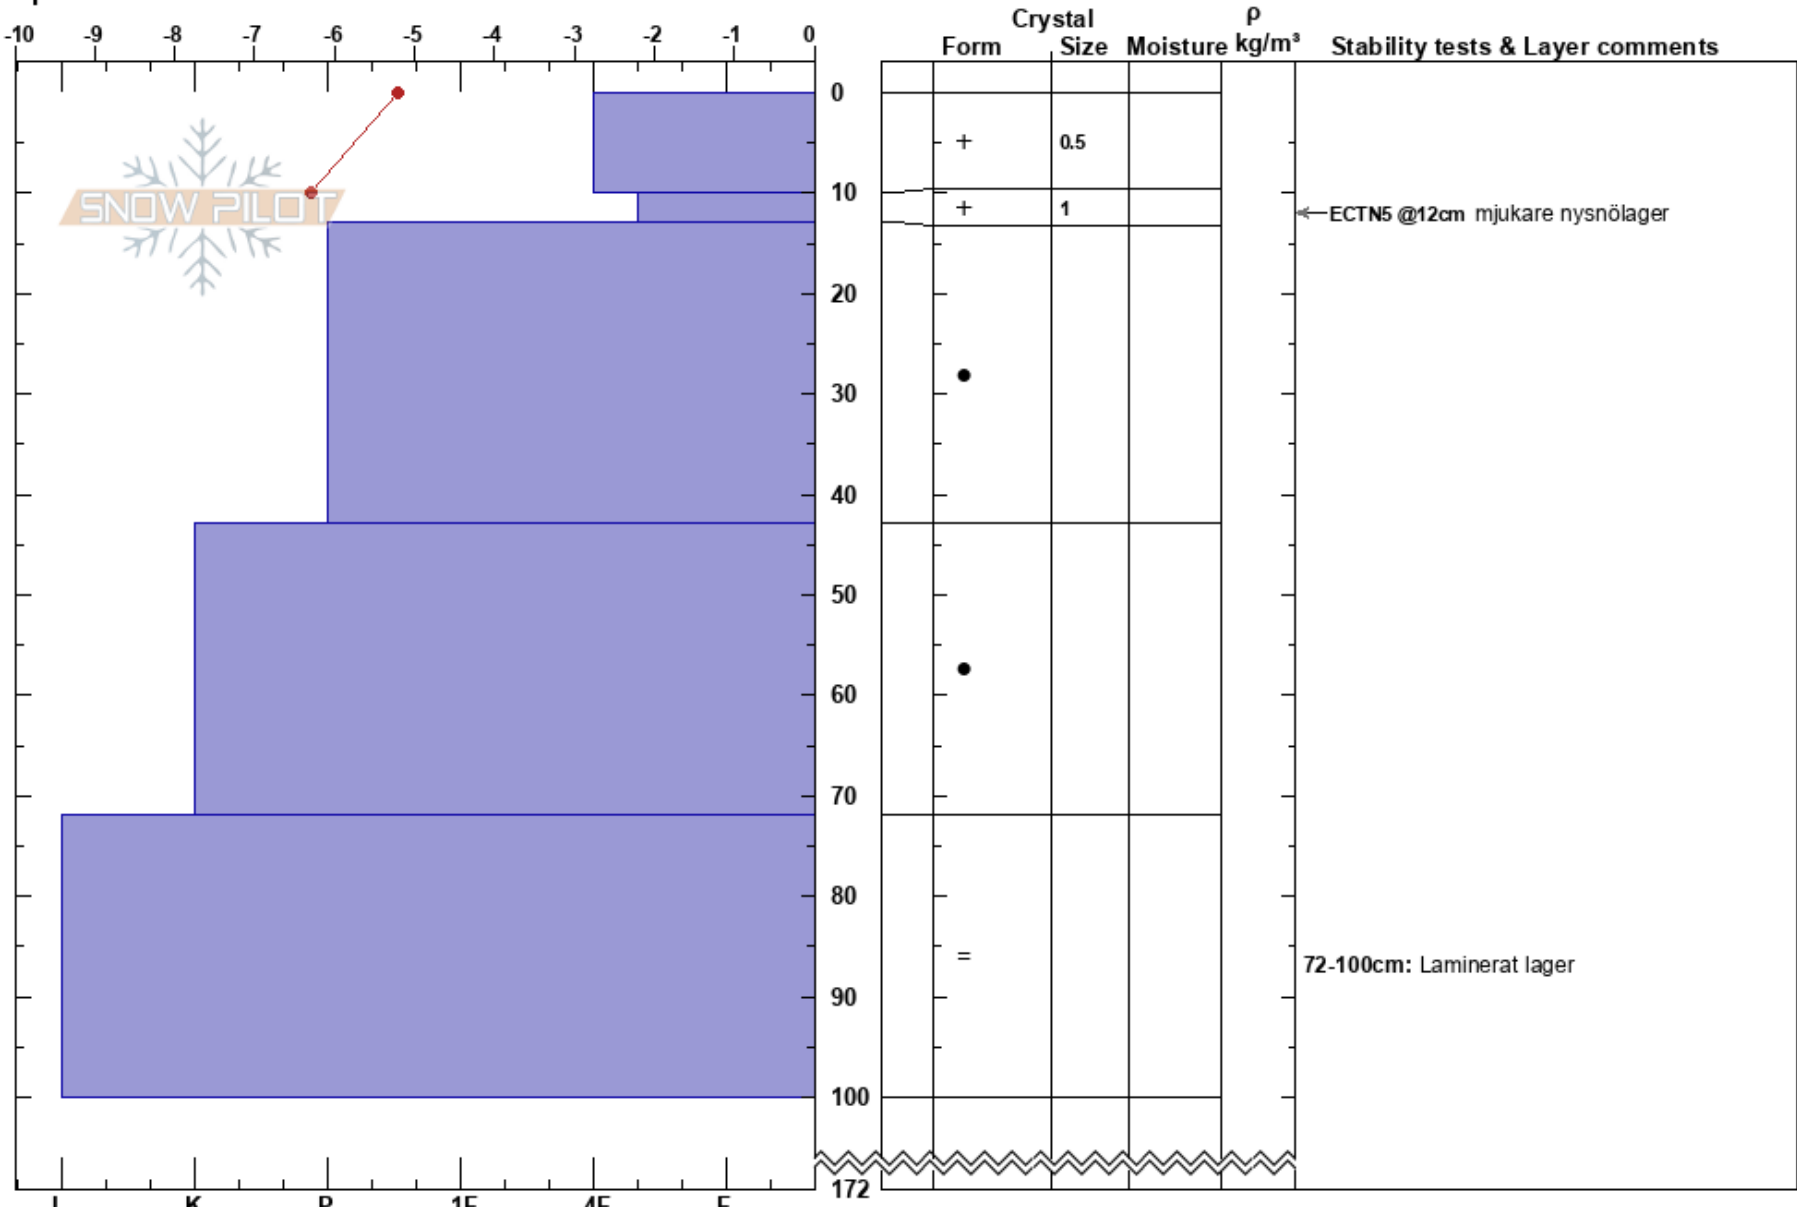 Crystal ρ
-10 -9 -8 -7 -6 -5 -4 -3 -2 -1 0
Form Size Moisture kg/m³ Stability tests & Layer comments
0
+ 0.5
10
SNOW PILOT
+ 1
ECTN5 @12cm mjukare nysnölager
20
30
40
50
60
70
80
=
72-100cm: Laminerat lager
90
100
172